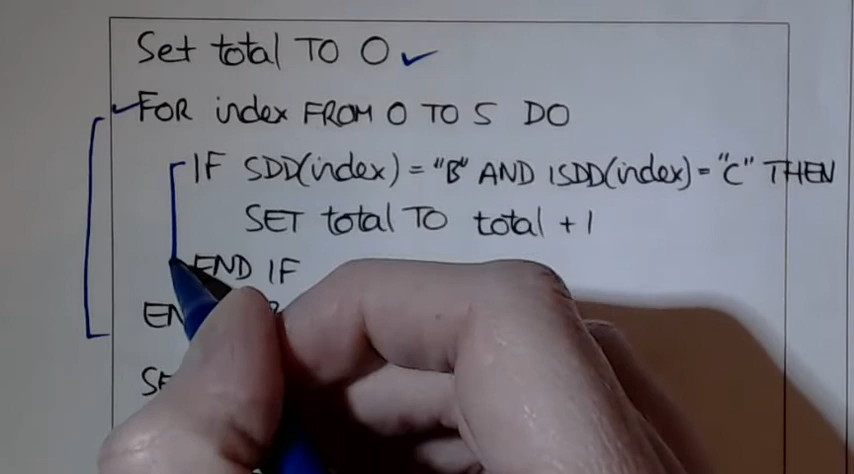 Set total TO 0
FOR index FROM 0 TO 5 DO
IF SDD(index) = "B" AND ISDD(index) = "C" THEN
SET total TO total + 1
END IF